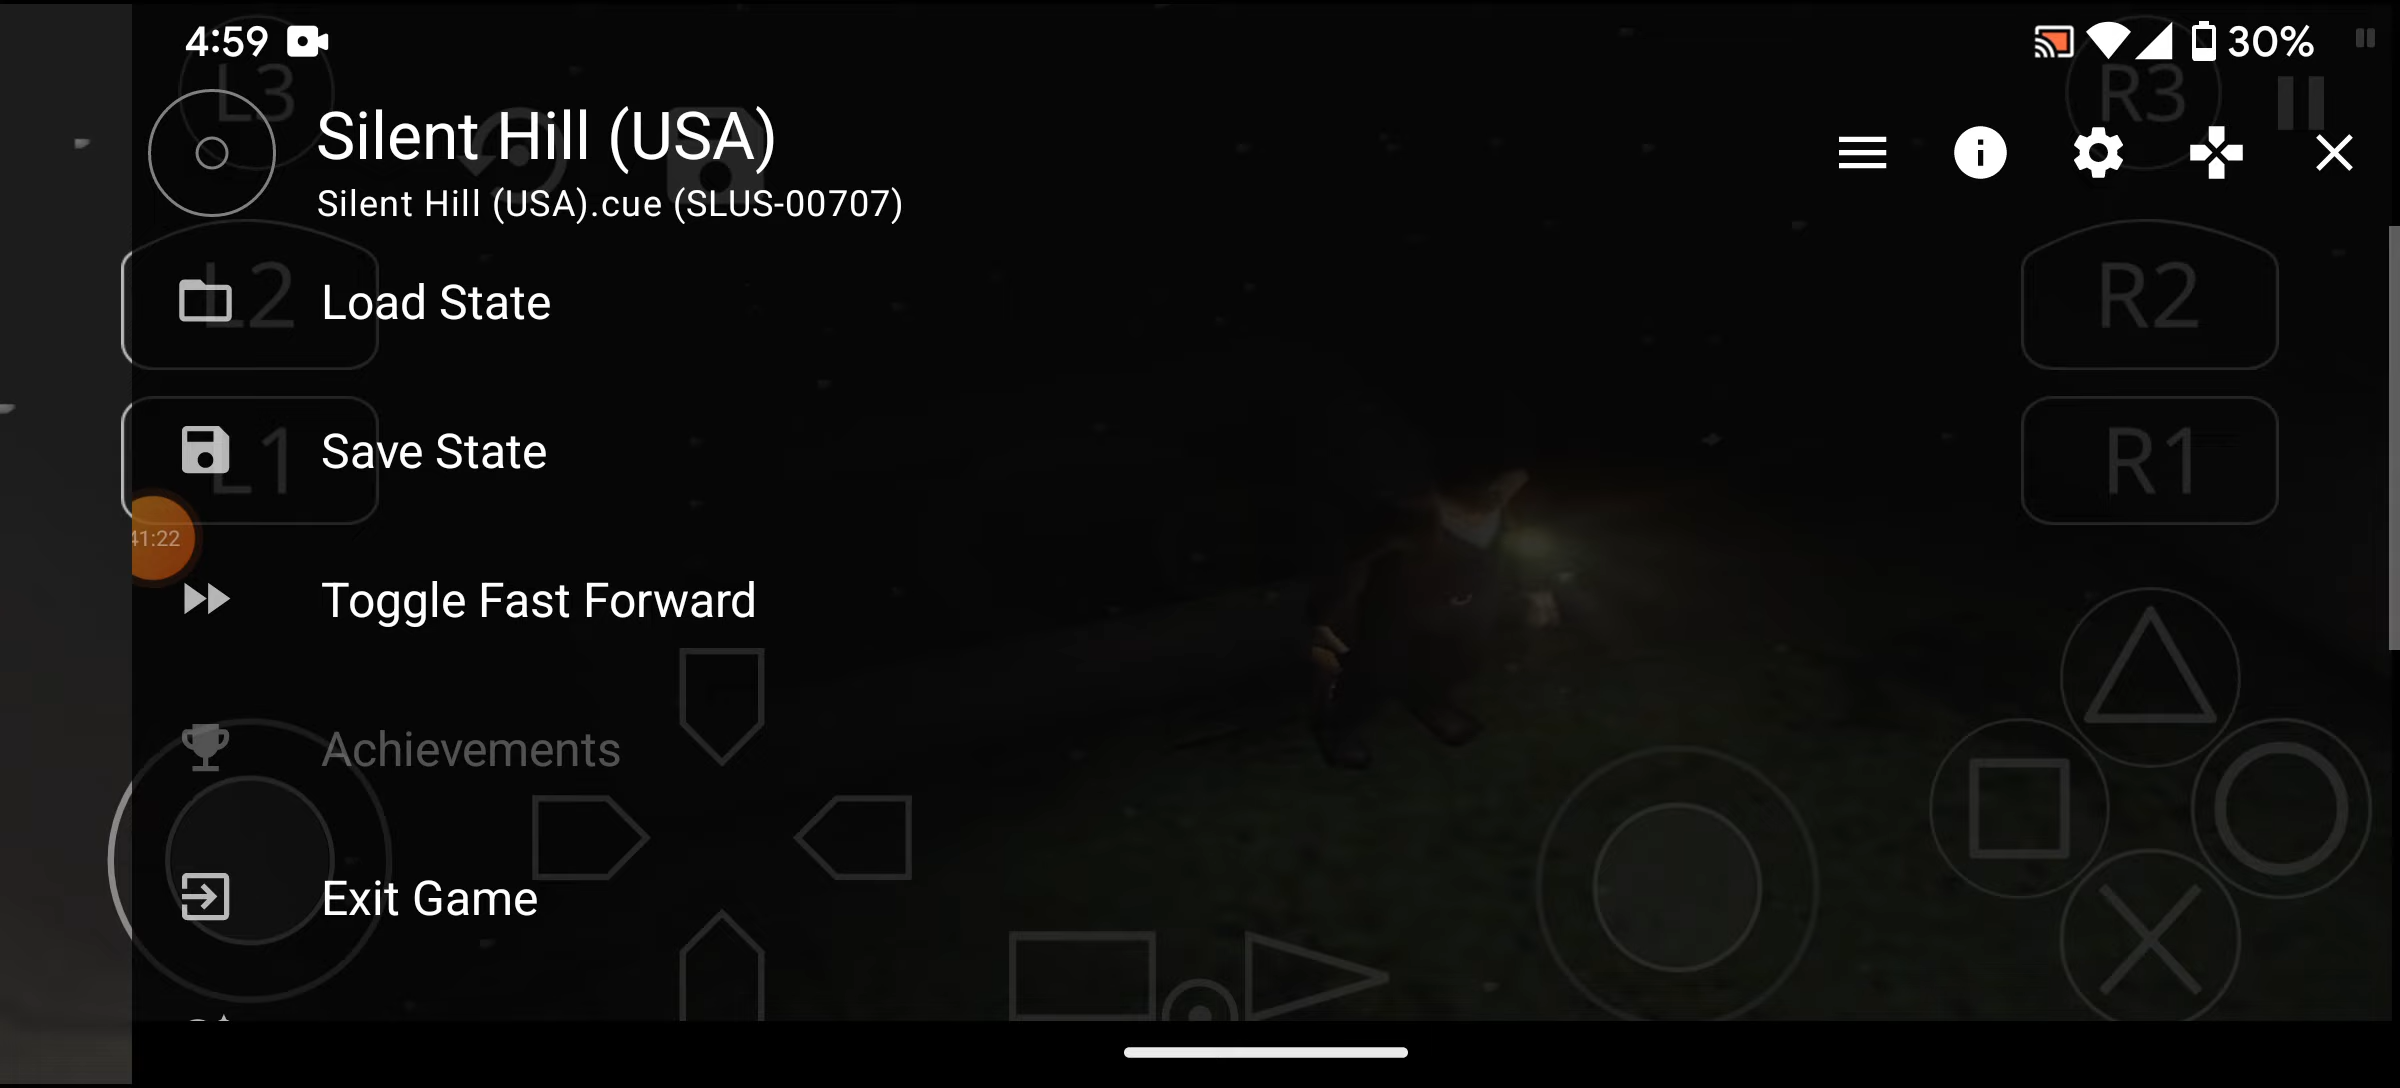 4:59
30%
L3
R3
Silent Hill (USA)
Silent Hill (USA).cue (SLUS-00707)
L2
Load State
R2
L1
Save State
R1
41:22
Toggle Fast Forward
Achievements
Exit Game